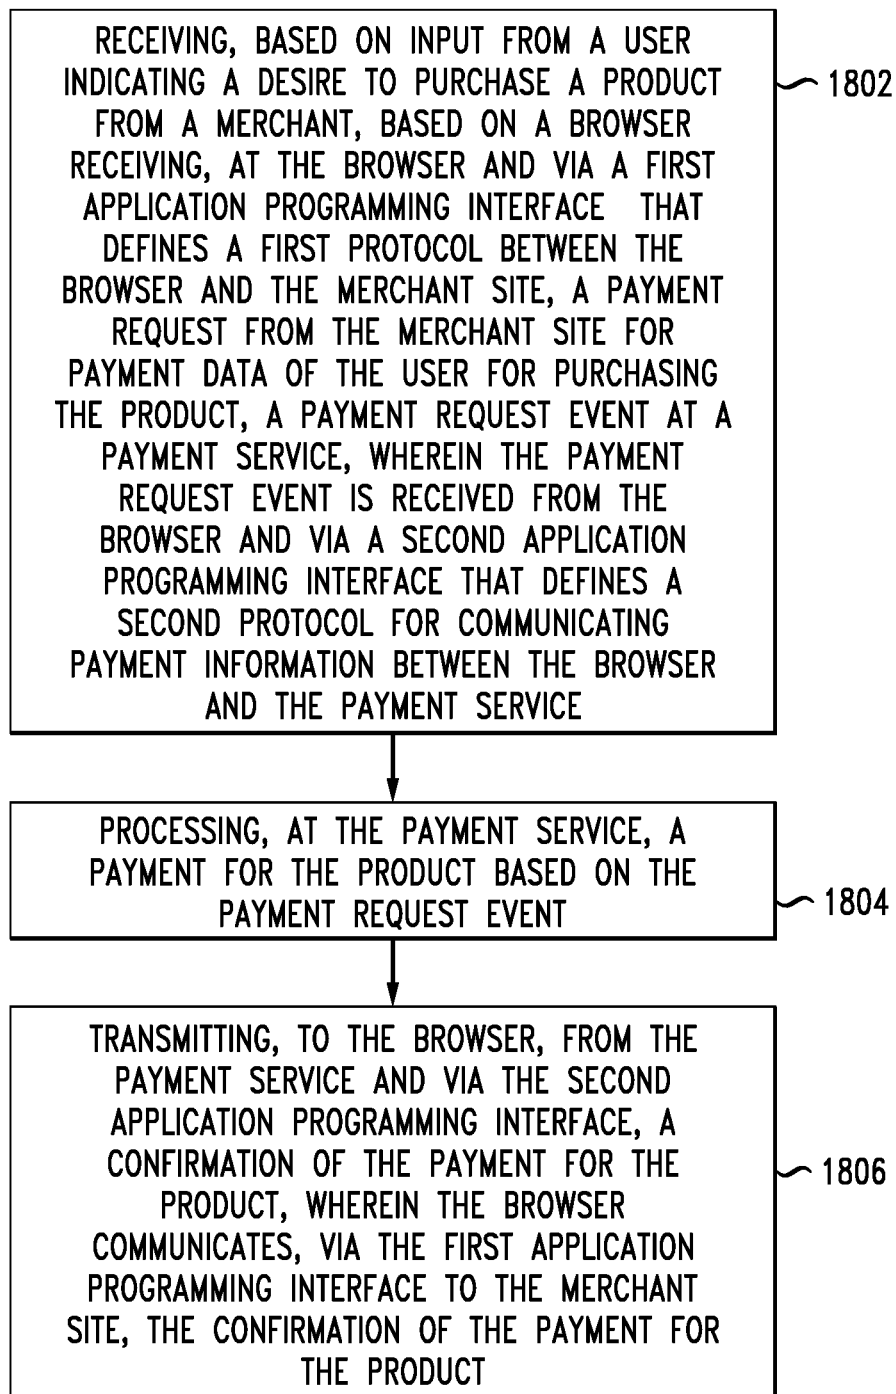 RECEIVING, BASED ON INPUT FROM A USER
INDICATING A DESIRE TO PURCHASE A PRODUCT
FROM A MERCHANT, BASED ON A BROWSER
RECEIVING, AT THE BROWSER AND VIA A FIRST
APPLICATION PROGRAMMING INTERFACE THAT
DEFINES A FIRST PROTOCOL BETWEEN THE
BROWSER AND THE MERCHANT SITE, A PAYMENT
REQUEST FROM THE MERCHANT SITE FOR
PAYMENT DATA OF THE USER FOR PURCHASING
THE PRODUCT, A PAYMENT REQUEST EVENT AT A
PAYMENT SERVICE, WHEREIN THE PAYMENT
REQUEST EVENT IS RECEIVED FROM THE
BROWSER AND VIA A SECOND APPLICATION
PROGRAMMING INTERFACE THAT DEFINES A
SECOND PROTOCOL FOR COMMUNICATING
PAYMENT INFORMATION BETWEEN THE BROWSER
AND THE PAYMENT SERVICE
1802
PROCESSING, AT THE PAYMENT SERVICE, A
PAYMENT FOR THE PRODUCT BASED ON THE
PAYMENT REQUEST EVENT
1804
TRANSMITTING, TO THE BROWSER, FROM THE
PAYMENT SERVICE AND VIA THE SECOND
APPLICATION PROGRAMMING INTERFACE, A
CONFIRMATION OF THE PAYMENT FOR THE
PRODUCT, WHEREIN THE BROWSER
COMMUNICATES, VIA THE FIRST APPLICATION
PROGRAMMING INTERFACE TO THE MERCHANT
SITE, THE CONFIRMATION OF THE PAYMENT FOR
THE PRODUCT
1806